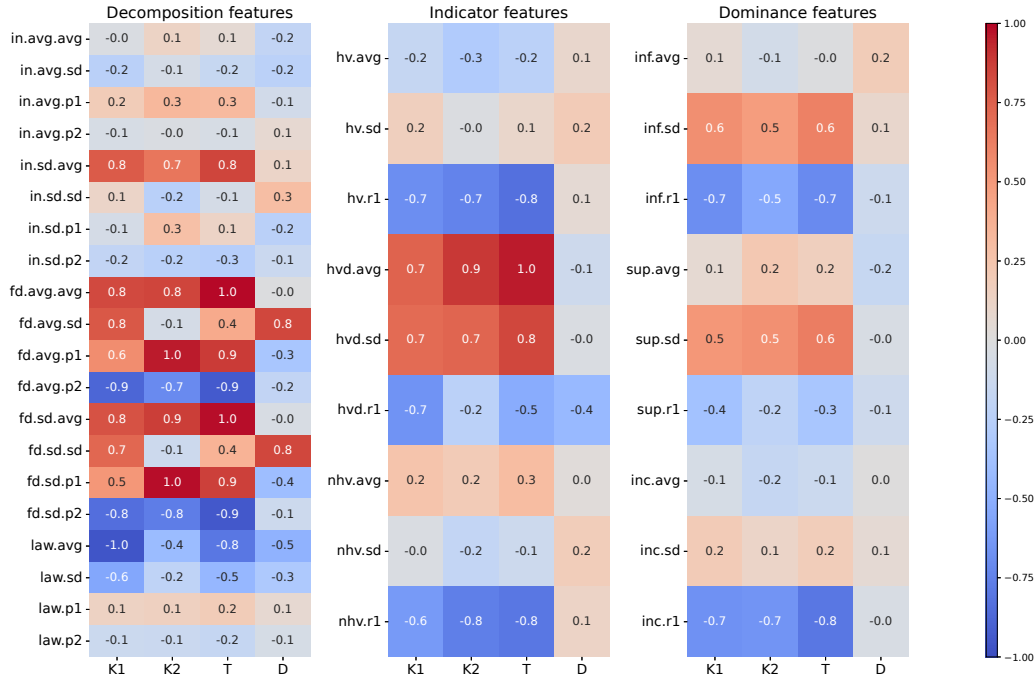 Decomposition features
in.avg.avg -0.0 0.1 0.1 -0.2
in.avg.sd -0.2 -0.1 -0.2 -0.2
in.avg.p1 0.2 0.3 0.3 -0.1
in.avg.p2 -0.1 -0.0 -0.1 0.1
in.sd.avg 0.8 0.7 0.8 0.1
in.sd.sd 0.1 -0.2 -0.1 0.3
in.sd.p1 -0.1 0.3 0.1 -0.2
in.sd.p2 -0.2 -0.2 -0.3 -0.1
fd.avg.avg 0.8 0.8 1.0 -0.0
fd.avg.sd 0.8 -0.1 0.4 0.8
fd.avg.p1 0.6 1.0 0.9 -0.3
fd.avg.p2 -0.9 -0.7 -0.9 -0.2
fd.sd.avg 0.8 0.9 1.0 -0.0
fd.sd.sd 0.7 -0.1 0.4 0.8
fd.sd.p1 0.5 1.0 0.9 -0.4
fd.sd.p2 -0.8 -0.8 -0.9 -0.1
law.avg -1.0 -0.4 -0.8 -0.5
law.sd -0.6 -0.2 -0.5 -0.3
law.p1 0.1 0.1 0.2 0.1
law.p2 -0.1 -0.1 -0.2 -0.1
K1 K2 T D
Indicator features
hv.avg -0.2 -0.3 -0.2 0.1
hv.sd 0.2 -0.0 0.1 0.2
hv.r1 -0.7 -0.7 -0.8 0.1
hvd.avg 0.7 0.9 1.0 -0.1
hvd.sd 0.7 0.7 0.8 -0.0
hvd.r1 -0.7 -0.2 -0.5 -0.4
nhv.avg 0.2 0.2 0.3 0.0
nhv.sd -0.0 -0.2 -0.1 0.2
nhv.r1 -0.6 -0.8 -0.8 0.1
K1 K2 T D
Dominance features
inf.avg 0.1 -0.1 -0.0 0.2
inf.sd 0.6 0.5 0.6 0.1
inf.r1 -0.7 -0.5 -0.7 -0.1
sup.avg 0.1 0.2 0.2 -0.2
sup.sd 0.5 0.5 0.6 -0.0
sup.r1 -0.4 -0.2 -0.3 -0.1
inc.avg -0.1 -0.2 -0.1 0.0
inc.sd 0.2 0.1 0.2 0.1
inc.r1 -0.7 -0.7 -0.8 -0.0
K1 K2 T D
1.00
0.75
0.50
0.25
0.00
−0.25
−0.50
−0.75
−1.00